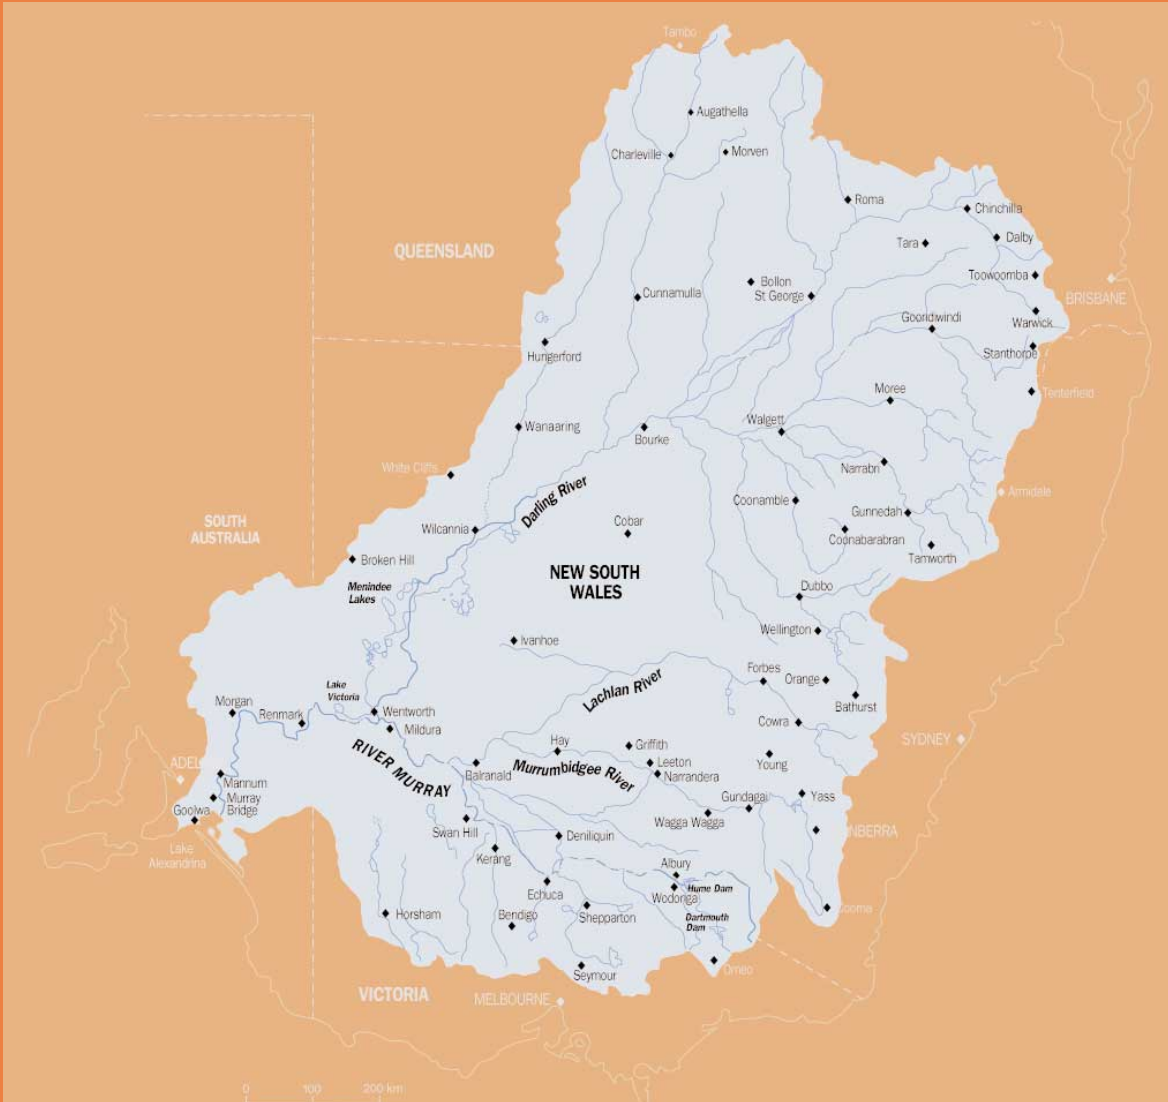 Tambo
Augathella
Charleville
Morven
Roma
Chinchilla
QUEENSLAND
Tara
Dalby
Toowoomba
Bollon
St George
Cunnamulla
BRISBANE
Goondiwindi
Warwick
Hungerford
Stanthorpe
Moree
Tenterfield
Wanaaring
Walgett
Bourke
White Cliffs
Narrabri
Darling River
Armidale
Coonamble
Gunnedah
SOUTH
AUSTRALIA
Wilcannia
Cobar
Coonabarabran
Tamworth
Broken Hill
NEW SOUTH
WALES
Menindee
Lakes
Dubbo
Wellington
Ivanhoe
Forbes
Orange
Lachlan River
Lake
Victoria
Bathurst
Morgan
Renmark
Wentworth
Mildura
Cowra
SYDNEY
Hay
Griffith
RIVER MURRAY
Leeton
Young
ADEL
Balranald
Murrumbidgee River
Narrandera
Mannum
Murray
Bridge
Gundagai
Yass
Goolwa
Wagga Wagga
Swan Hill
Deniliquin
NBERRA
Lake
Alexandrina
Kerang
Albury
Hume Dam
Wodonga
Echuca
Cooma
Horsham
Bendigo
Shepparton
Dartmouth
Dam
Omeo
Seymour
VICTORIA
MELBOURNE
0 100 200 km